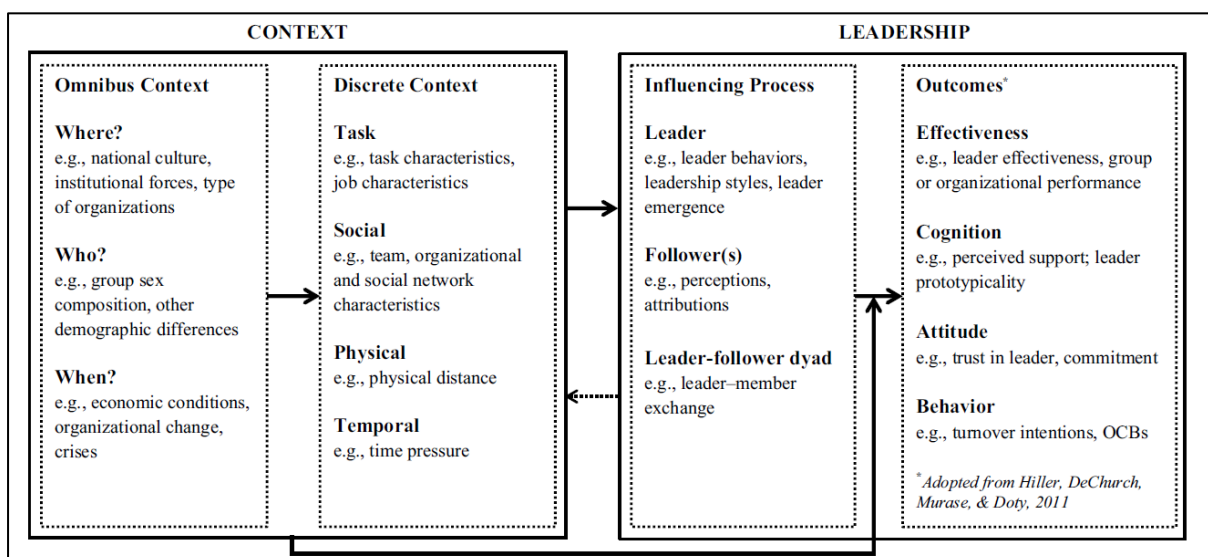 CONTEXT
Omnibus Context
Where?
e.g., national culture,
institutional forces, type
of organizations
Who?
e.g., group sex
composition, other
demographic differences
When?
e.g., economic conditions,
organizational change,
crises
Discrete Context
Task
e.g., task characteristics,
job characteristics
Social
e.g., team, organizational
and social network
characteristics
Physical
e.g., physical distance
Temporal
e.g., time pressure
LEADERSHIP
Influencing Process
Leader
e.g., leader behaviors,
leadership styles, leader
emergence
Follower(s)
e.g., perceptions,
attributions
Leader-follower dyad
e.g., leader–member
exchange
Outcomes*
Effectiveness
e.g., leader effectiveness, group
or organizational performance
Cognition
e.g., perceived support; leader
prototypicality
Attitude
e.g., trust in leader, commitment
Behavior
e.g., turnover intentions, OCBs
*Adopted from Hiller, DeChurch,
Murase, & Doty, 2011